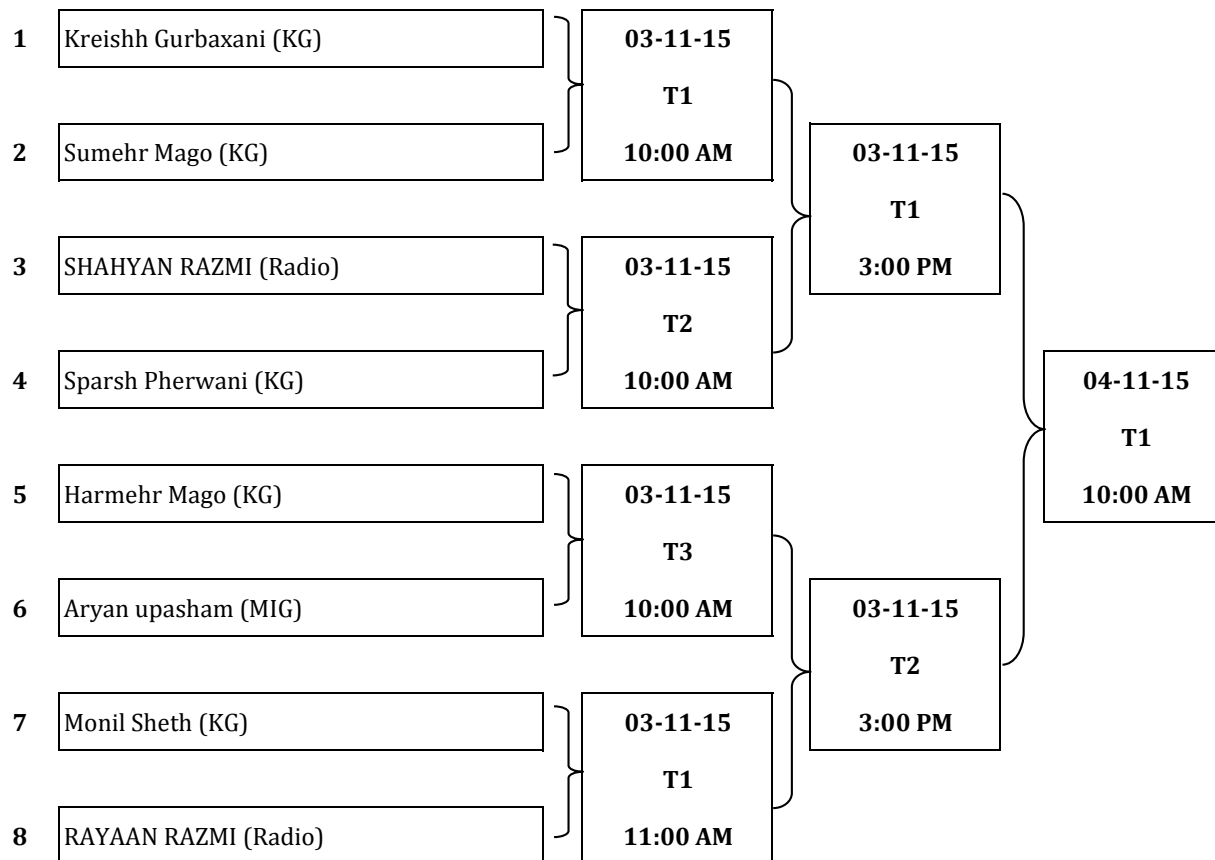 1 Kreishh Gurbaxani (KG) 03-11-15
T1
2 Sumehr Mago (KG) 10:00 AM 03-11-15
T1
3 SHAHYAN RAZMI (Radio) 03-11-15 3:00 PM
T2
4 Sparsh Pherwani (KG) 10:00 AM 04-11-15
T1
5 Harmehr Mago (KG) 03-11-15 10:00 AM
T3
6 Aryan upasham (MIG) 10:00 AM 03-11-15
T2
7 Monil Sheth (KG) 03-11-15 3:00 PM
T1
8 RAYAAN RAZMI (Radio) 11:00 AM